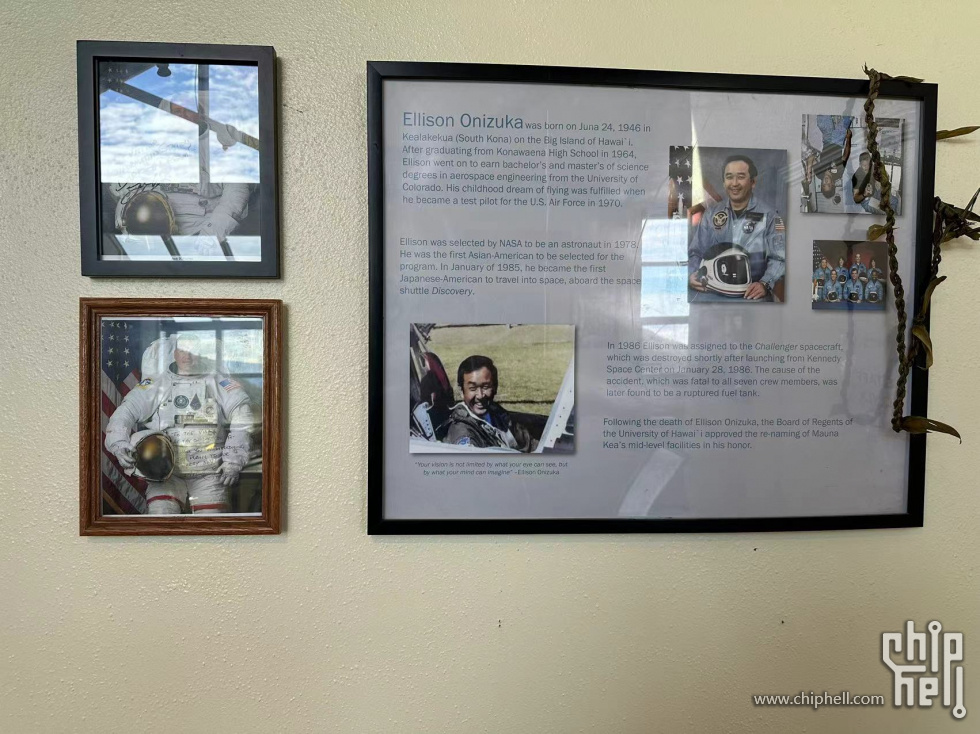 Ellison Onizuka was born on Juna 24, 1946 in
Kealakekua (South Kona) on the Big Island of Hawai`i.
After graduating from Konawaena High School in 1964,
Ellison went on to earn bachelor's and master's of science
degrees in aerospace engineering from the University of
Colorado. His childhood dream of flying was fulfilled when
he became a test pilot for the U.S. Air Force in 1970.
Ellison was selected by NASA to be an astronaut in 1978.
He was the first Asian-American to be selected for the
program. In January of 1985, he became the first
Japanese-American to travel into space, aboard the space
shuttle Discovery.
"Your vision is not limited by what your eye can see, but
by what your mind can imagine" - Ellison Onizuka
In 1986 Ellison was assigned to the Challenger spacecraft,
which was destroyed shortly after launching from Kennedy
Space Center on January 28, 1986. The cause of the
accident, which was fatal to all seven crew members, was
later found to be a ruptured fuel tank.
Following the death of Ellison Onizuka, the Board of Regents of
the University of Hawai`i approved the re-naming of Mauna
Kea's mid-level facilities in his honor.
chip
hell
www.chiphell.com